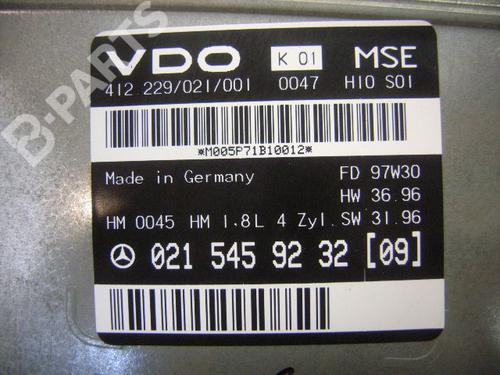 VDO K 01 MSE
412 229/021/001 0047 H10 S01
*M005P71B10012*
Made in Germany FD 97W30
HW 36.96
HM 0045 HM 1,8L 4 Zyl. SW 31.96
021 545 92 32 [09]
B-PARTS